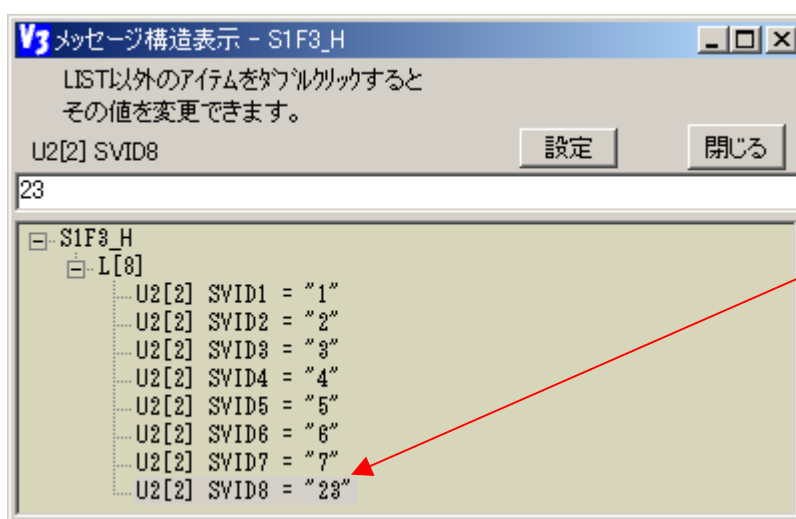 V3 メッセージ構造表示 - S1F3_H
LIST以外のアイテムをダブルクリックすると
その値を変更できます。
U2[2] SVID8
設定
閉じる
23
S1F3_H
L[8]
U2[2] SVID1 = "1"
U2[2] SVID2 = "2"
U2[2] SVID3 = "3"
U2[2] SVID4 = "4"
U2[2] SVID5 = "5"
U2[2] SVID6 = "6"
U2[2] SVID7 = "7"
U2[2] SVID8 = "23"